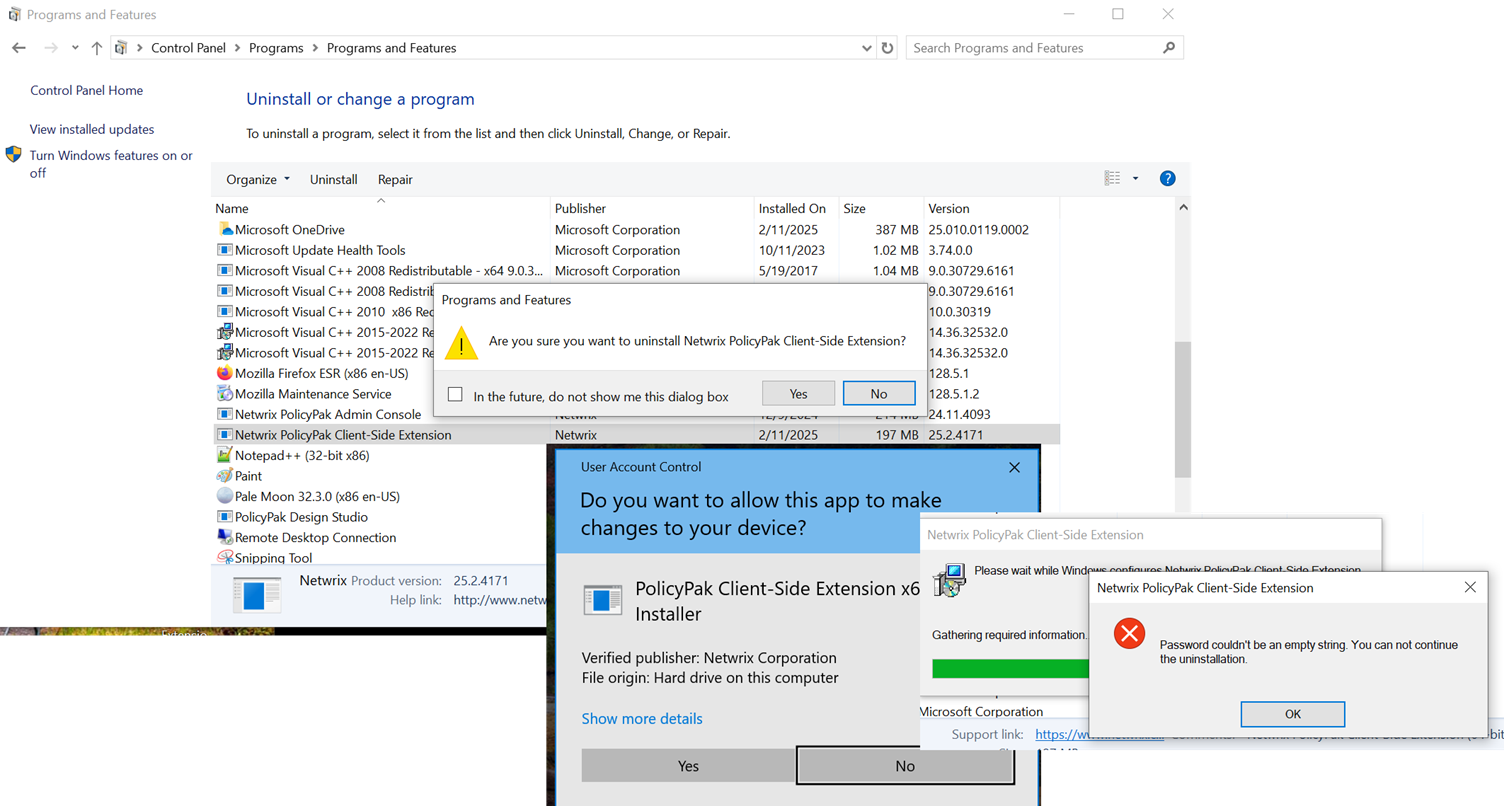 Programs and Features
Control Panel > Programs > Programs and Features
Search Programs and Features
Control Panel Home
View installed updates
Turn Windows features on or
off
Uninstall or change a program
To uninstall a program, select it from the list and then click Uninstall, Change, or Repair.
Organize Uninstall Repair
Name Publisher Installed On Size Version
Microsoft OneDrive Microsoft Corporation 2/11/2025 387 MB 25.010.0119.0002
Microsoft Update Health Tools Microsoft Corporation 10/11/2023 1.02 MB 3.74.0.0
Microsoft Visual C++ 2008 Redistributable - x64 9.0.3... Microsoft Corporation 5/19/2017 1.04 MB 9.0.30729.6161
Microsoft Visual C++ 2008 Redistrib 9.0.30729.6161
Microsoft Visual C++ 2010 x86 Rec 10.0.30319
Microsoft Visual C++ 2015-2022 Re 14.36.32532.0
Microsoft Visual C++ 2015-2022 Re 14.36.32532.0
Mozilla Firefox ESR (x86 en-US) 128.5.1
Mozilla Maintenance Service 128.5.1.2
Netwrix PolicyPak Admin Console Netwrix 12/9/2024 214 MB 24.11.4093
Netwrix PolicyPak Client-Side Extension Netwrix 2/11/2025 197 MB 25.2.4171
Notepad++ (32-bit x86)
Paint
Pale Moon 32.3.0 (x86 en-US)
PolicyPak Design Studio
Remote Desktop Connection
Snipping Tool
Netwrix Product version: 25.2.4171
Help link: http://www.netw
Extensio
Programs and Features
Are you sure you want to uninstall Netwrix PolicyPak Client-Side Extension?
In the future, do not show me this dialog box
Yes No
User Account Control
Do you want to allow this app to make
changes to your device?
PolicyPak Client-Side Extension x6
Installer
Verified publisher: Netwrix Corporation
File origin: Hard drive on this computer
Show more details
Yes No
Netwrix PolicyPak Client-Side Extension
Please wait while Windows configures Netwrix PolicyPak Client-Side Extension
Gathering required information.
Netwrix PolicyPak Client-Side Extension
Password couldn't be an empty string. You can not continue
the uninstallation.
OK
Microsoft Corporation
Support link: